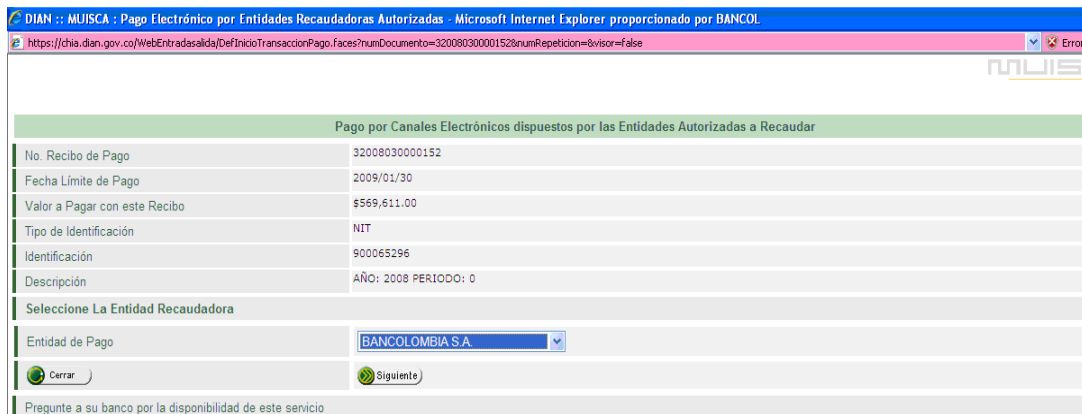 DIAN :: MUISCA : Pago Electrónico por Entidades Recaudadoras Autorizadas - Microsoft Internet Explorer proporcionado por BANCOL
https://chia.dian.gov.co/WebEntradasalida/DefInicioTransaccionPago.faces?numDocumento=32008030000152&numRepeticion=&visor=false Error
MUIS
Pago por Canales Electrónicos dispuestos por las Entidades Autorizadas a Recaudar
No. Recibo de Pago 32008030000152
Fecha Límite de Pago 2009/01/30
Valor a Pagar con este Recibo $569,611.00
Tipo de Identificación NIT
Identificación 900065296
Descripción AÑO: 2008 PERIODO: 0
Seleccione La Entidad Recaudadora
Entidad de Pago BANCOLOMBIA S.A.
Cerrar Siguiente
Pregunte a su banco por la disponibilidad de este servicio